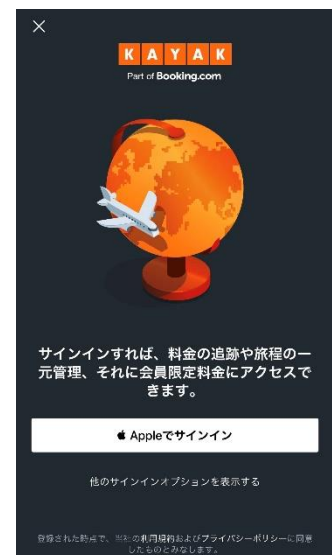 KAYAK
Part of Booking.com
サインインすれば、料金の追跡や旅程の一
元管理、それに会員限定料金にアクセスで
きます。
Appleでサインイン
他のサインインオプションを表示する
登録された時点で、当社の利用規約およびプライバシーポリシーに同意
したものとみなします。